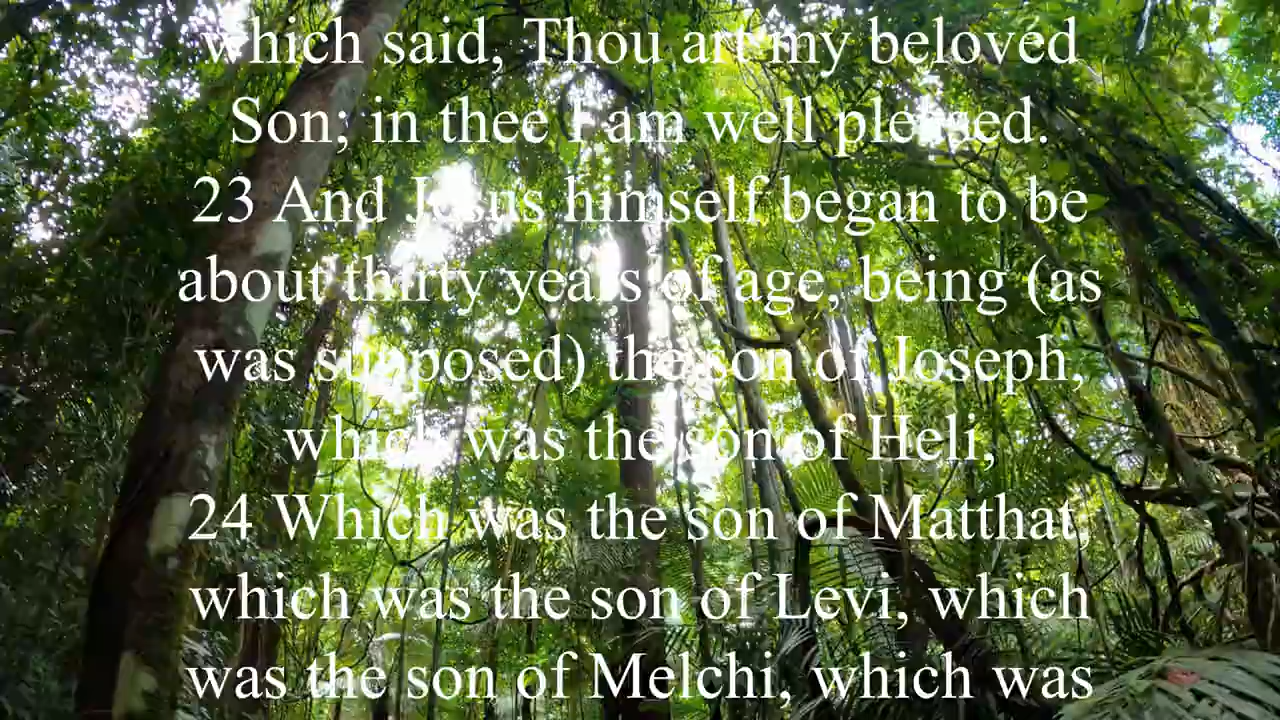 which said, Thou art my beloved
Son; in thee I am well pleased.
23 And Jesus himself began to be
about thirty years of age, being (as
was supposed) the son of Joseph,
which was the son of Heli,
24 Which was the son of Matthat,
which was the son of Levi, which
was the son of Melchi, which was